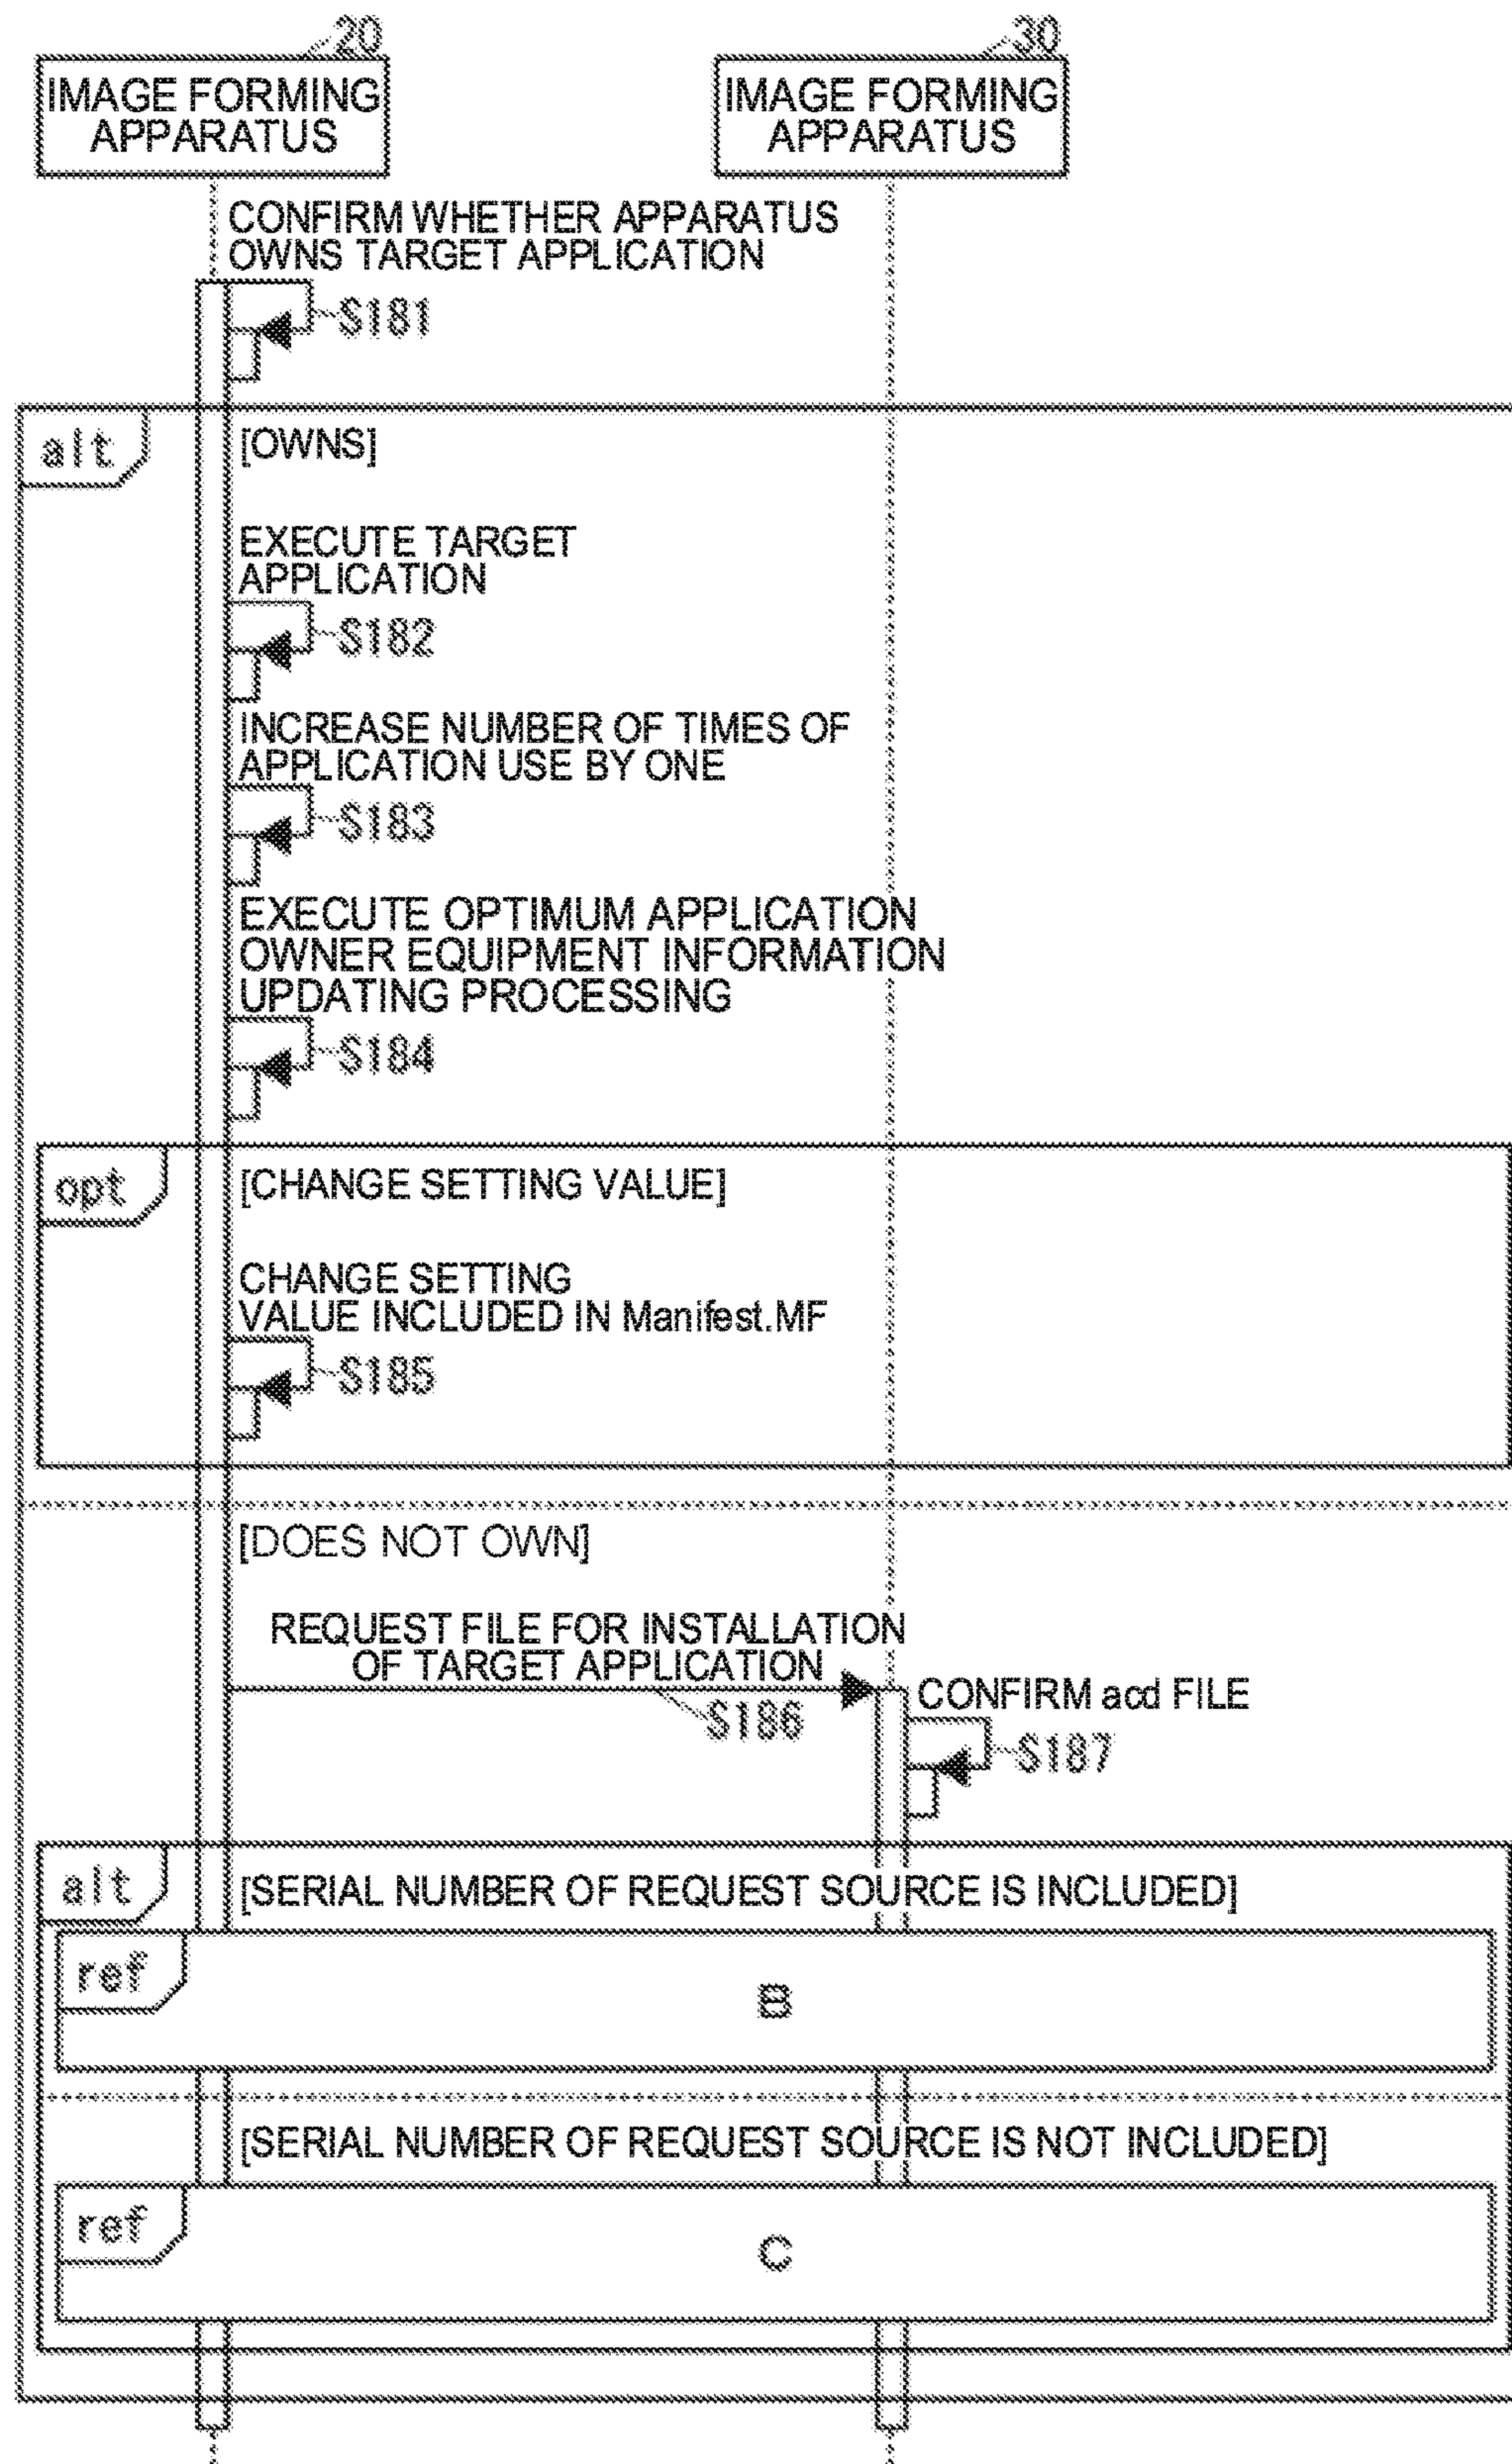 20
30
IMAGE FORMING
APPARATUS
IMAGE FORMING
APPARATUS
CONFIRM WHETHER APPARATUS
OWNS TARGET APPLICATION
S181
alt
[OWNS]
EXECUTE TARGET
APPLICATION
S182
INCREASE NUMBER OF TIMES OF
APPLICATION USE BY ONE
S183
EXECUTE OPTIMUM APPLICATION
OWNER EQUIPMENT INFORMATION
UPDATING PROCESSING
S184
opt
[CHANGE SETTING VALUE]
CHANGE SETTING
VALUE INCLUDED IN Manifest.MF
S185
[DOES NOT OWN]
REQUEST FILE FOR INSTALLATION
OF TARGET APPLICATION
S186
CONFIRM acd FILE
S187
alt
[SERIAL NUMBER OF REQUEST SOURCE IS INCLUDED]
ref
B
[SERIAL NUMBER OF REQUEST SOURCE IS NOT INCLUDED]
ref
C